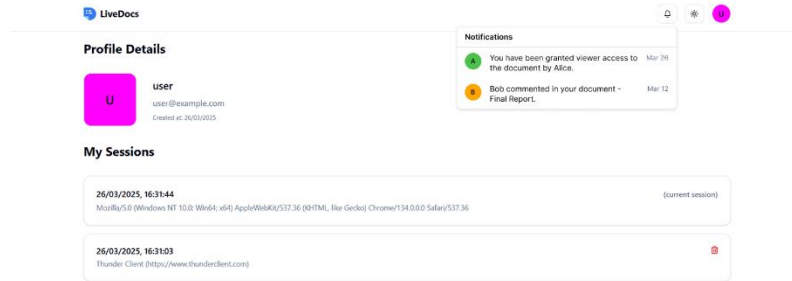 LiveDocs
U
Notifications
A
You have been granted viewer access to
the document by Alice.
Mar 26
B
Bob commented in your document -
Final Report.
Mar 12
Profile Details
U
user
user@example.com
Created at: 26/03/2025
My Sessions
26/03/2025, 16:31:44
(current session)
Mozilla/5.0 (Windows NT 10.0; Win64; x64) AppleWebKit/537.36 (KHTML, like Gecko) Chrome/134.0.0.0 Safari/537.36
26/03/2025, 16:31:03
Thunder Client (https://www.thunderclient.com)